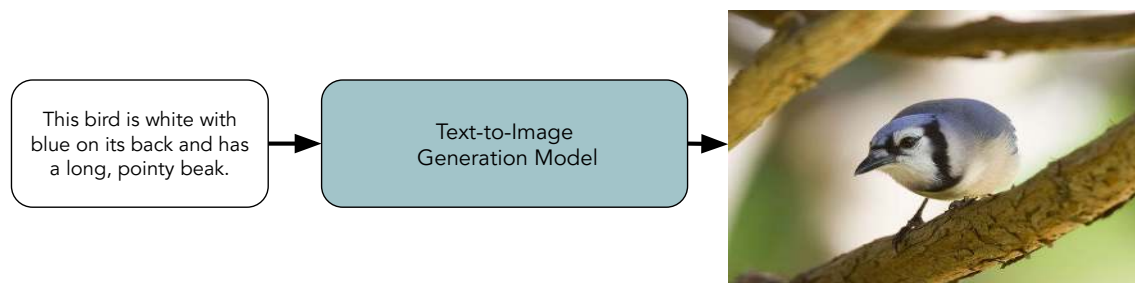 This bird is white with
blue on its back and has
a long, pointy beak.
Text-to-Image
Generation Model